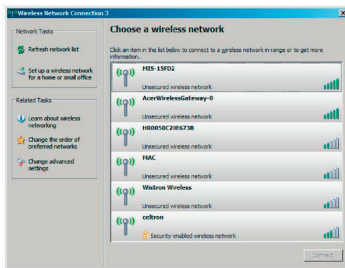 Wireless Network Connection 3
Network Tasks
Refresh network list
Set up a wireless network
for a home or small office
Related Tasks
Learn about wireless
networking
Change the order of
preferred networks
Change advanced
settings
Choose a wireless network
Click an item in the list below to connect to a wireless network in range or to get more
information.
MIS-15FD2
Unsecured wireless network
AcerWirelessGateway-0
Unsecured wireless network
HR0050C20E673B
Unsecured wireless network
MAC
Unsecured wireless network
Wistron Wireless
Unsecured wireless network
celtron
Security-enabled wireless network
Connect